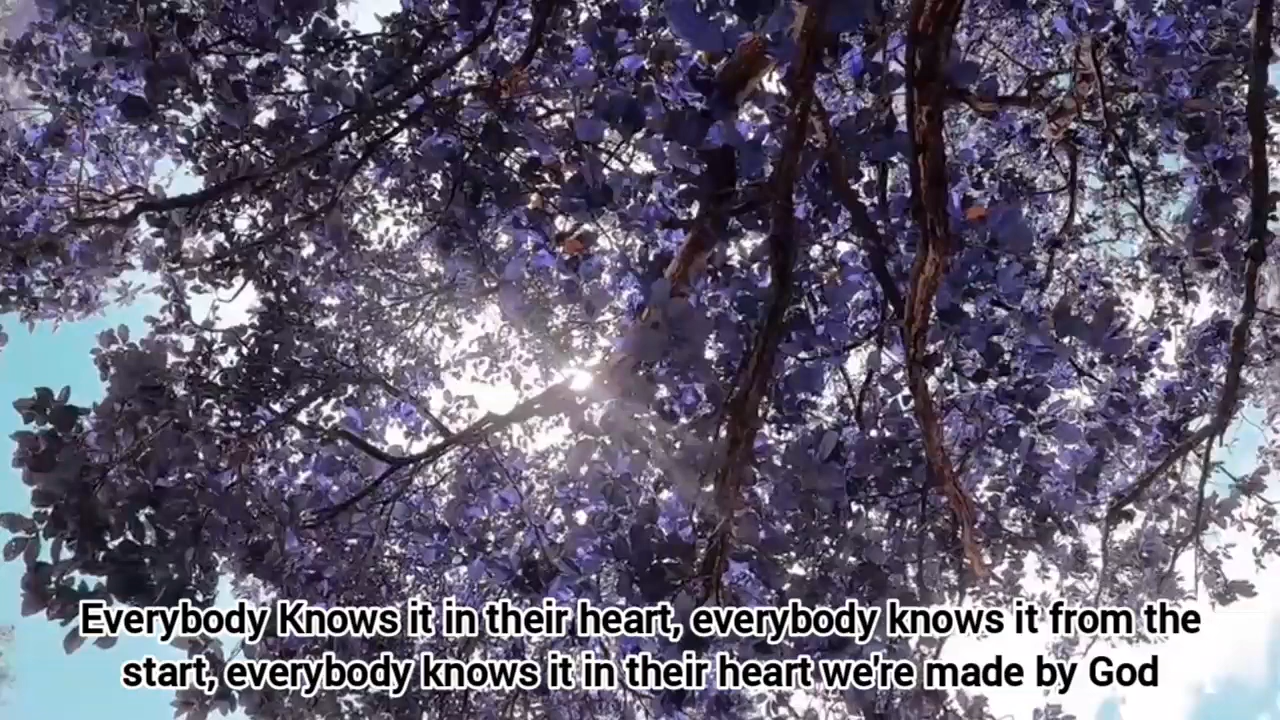 Everybody Knows it in their heart, everybody knows it from the
start, everybody knows it in their heart we're made by God